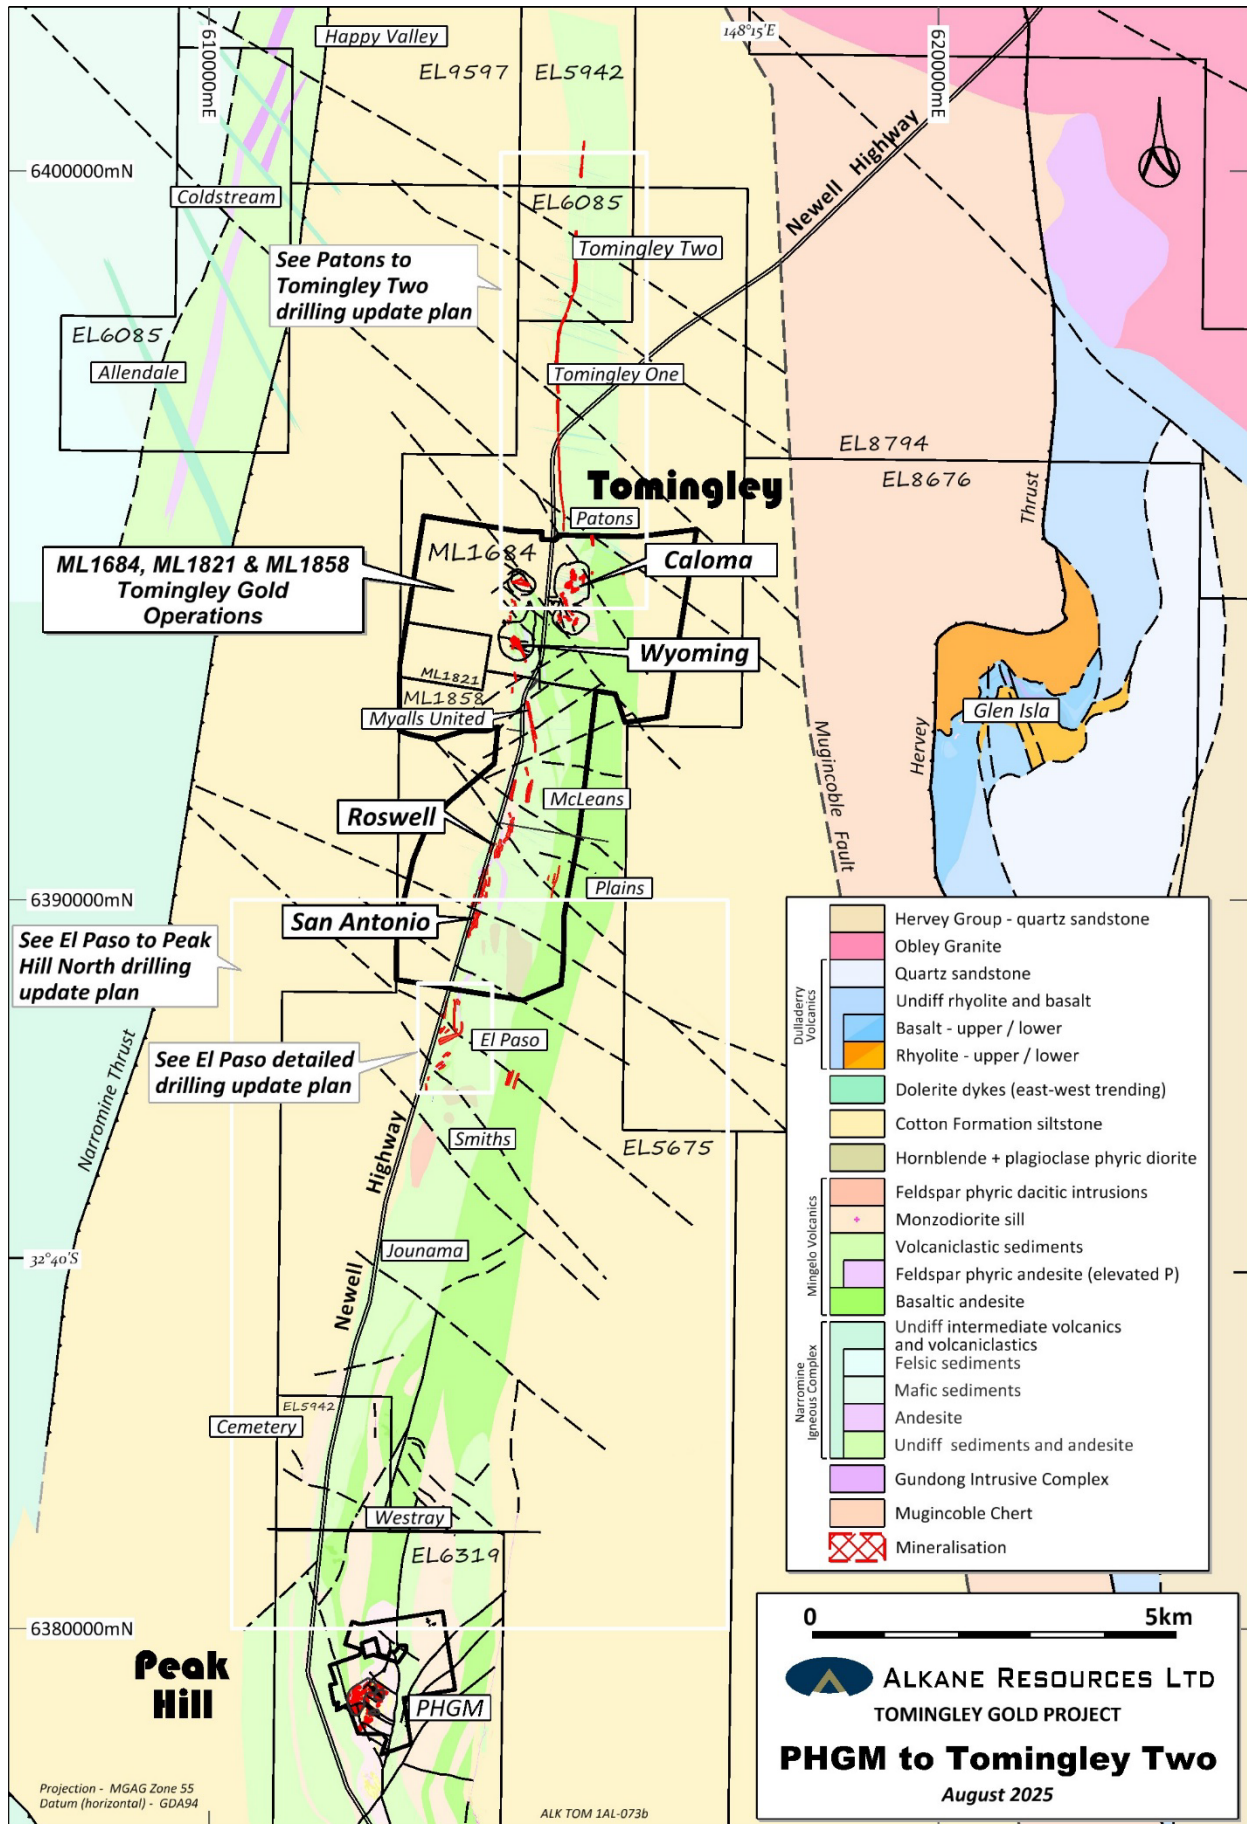 Happy Valley
610000mE
148°15'E
620000mE
EL9597
EL5942
Newell Highway
6400000mN
Coldstream
EL6085
Tomingley Two
See Patons to
Tomingley Two
drilling update plan
EL6085
Allendale
Tomingley One
EL8794
EL8676
Tomingley
Patons
Thrust
ML1684
Caloma
ML1684, ML1821 & ML1858
Tomingley Gold
Operations
Wyoming
ML1821
ML1858
Myalls United
Glen Isla
Hervey
Mugincoble Fault
McLeans
Roswell
Plains
6390000mN
San Antonio
See El Paso to Peak
Hill North drilling
update plan
El Paso
See El Paso detailed
drilling update plan
Narromine Thrust
Highway
Smiths
EL5675
Jounama
32°40'S
Newell
EL5942
Cemetery
Westray
EL6319
6380000mN
Peak
Hill
PHGM
Hervey Group - quartz sandstone
Obley Granite
Dulladerry
Volcanics
Quartz sandstone
Undiff rhyolite and basalt
Basalt - upper / lower
Rhyolite - upper / lower
Dolerite dykes (east-west trending)
Cotton Formation siltstone
Hornblende + plagioclase phyric diorite
Mingelo Volcanics
Feldspar phyric dacitic intrusions
Monzodiorite sill
Volcaniclastic sediments
Feldspar phyric andesite (elevated P)
Basaltic andesite
Narromine
Igneous Complex
Undiff intermediate volcanics
and volcaniclastics
Felsic sediments
Mafic sediments
Andesite
Undiff sediments and andesite
Gundong Intrusive Complex
Mugincoble Chert
Mineralisation
0 5km
ALKANE RESOURCES LTD
TOMINGLEY GOLD PROJECT
PHGM to Tomingley Two
August 2025
Projection - MGAG Zone 55
Datum (horizontal) - GDA94
ALK TOM 1AL-073b